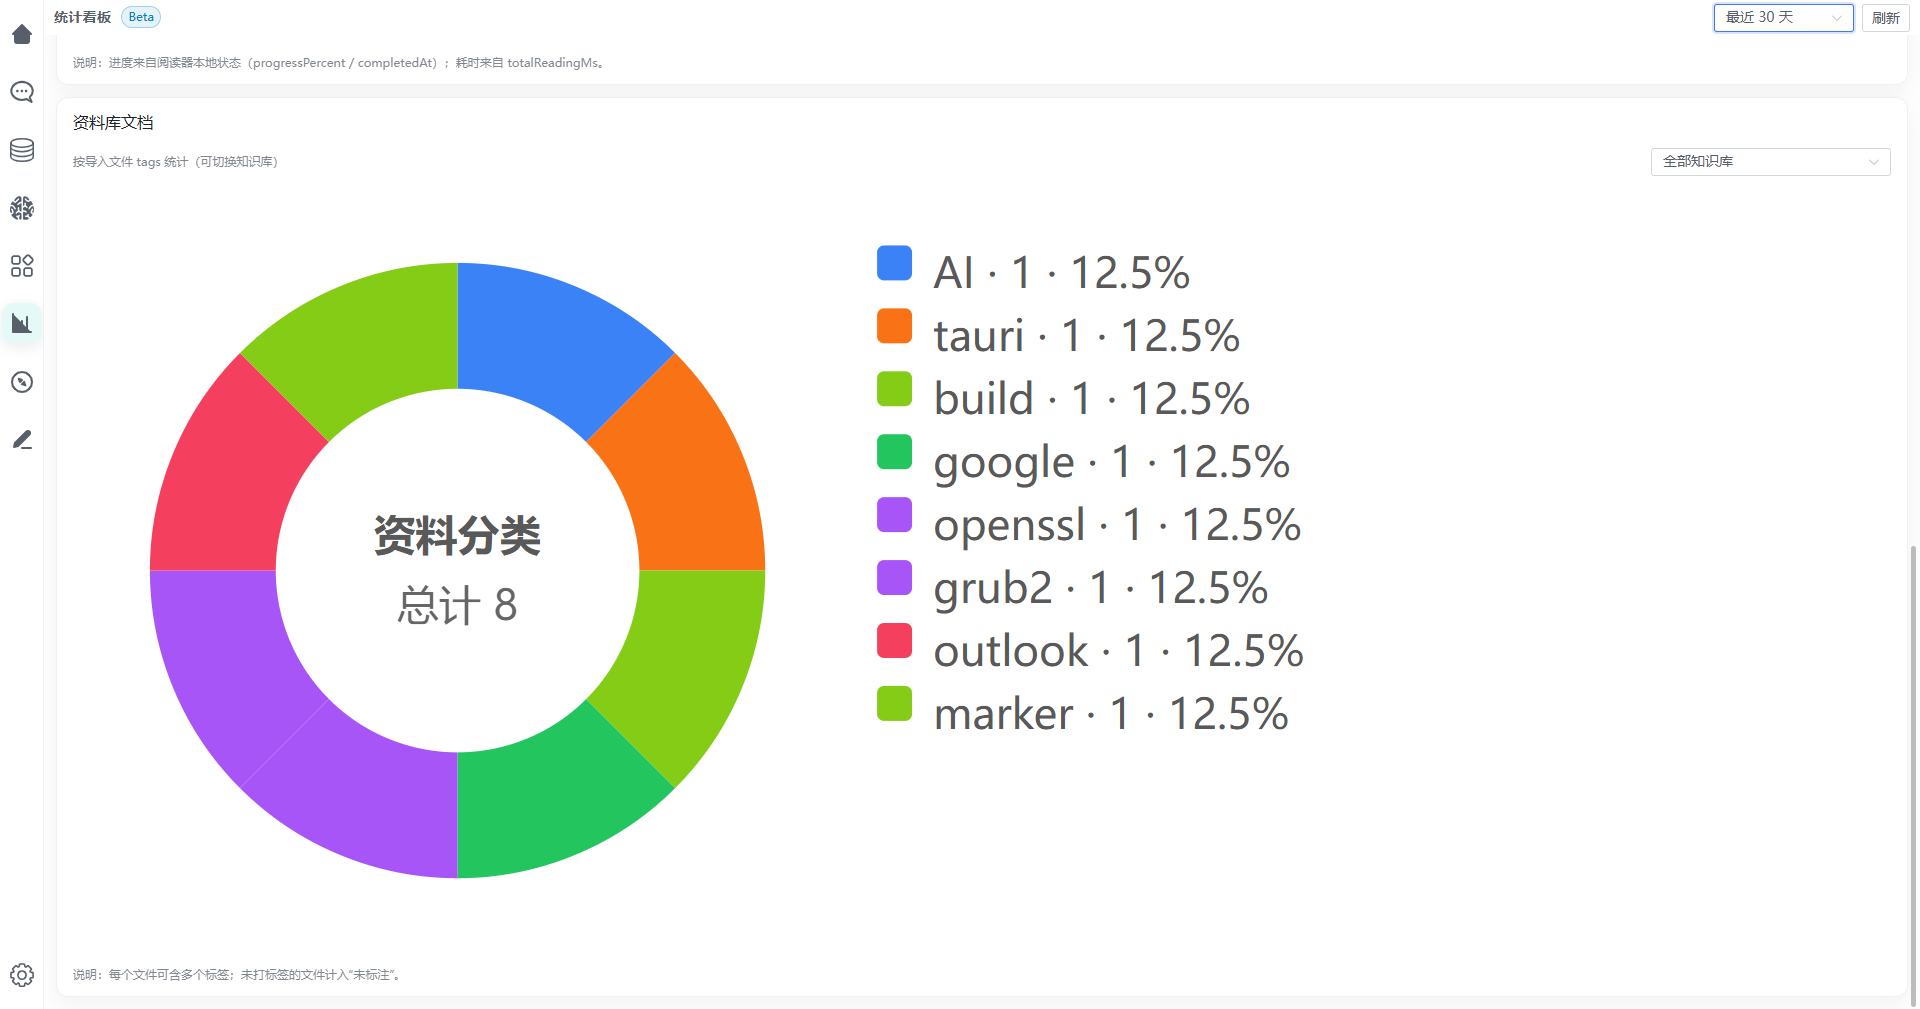 统计看板 Beta 最近 30 天 刷新
说明：进度来自阅读器本地状态（progressPercent / completedAt）；耗时来自 totalReadingMs。
资料库文档
按导入文件 tags 统计（可切换知识库） 全部知识库
资料分类
总计 8
AI · 1 · 12.5%
tauri · 1 · 12.5%
build · 1 · 12.5%
google · 1 · 12.5%
openssl · 1 · 12.5%
grub2 · 1 · 12.5%
outlook · 1 · 12.5%
marker · 1 · 12.5%
说明：每个文件可含多个标签；未打标签的文件计入“未标注”。